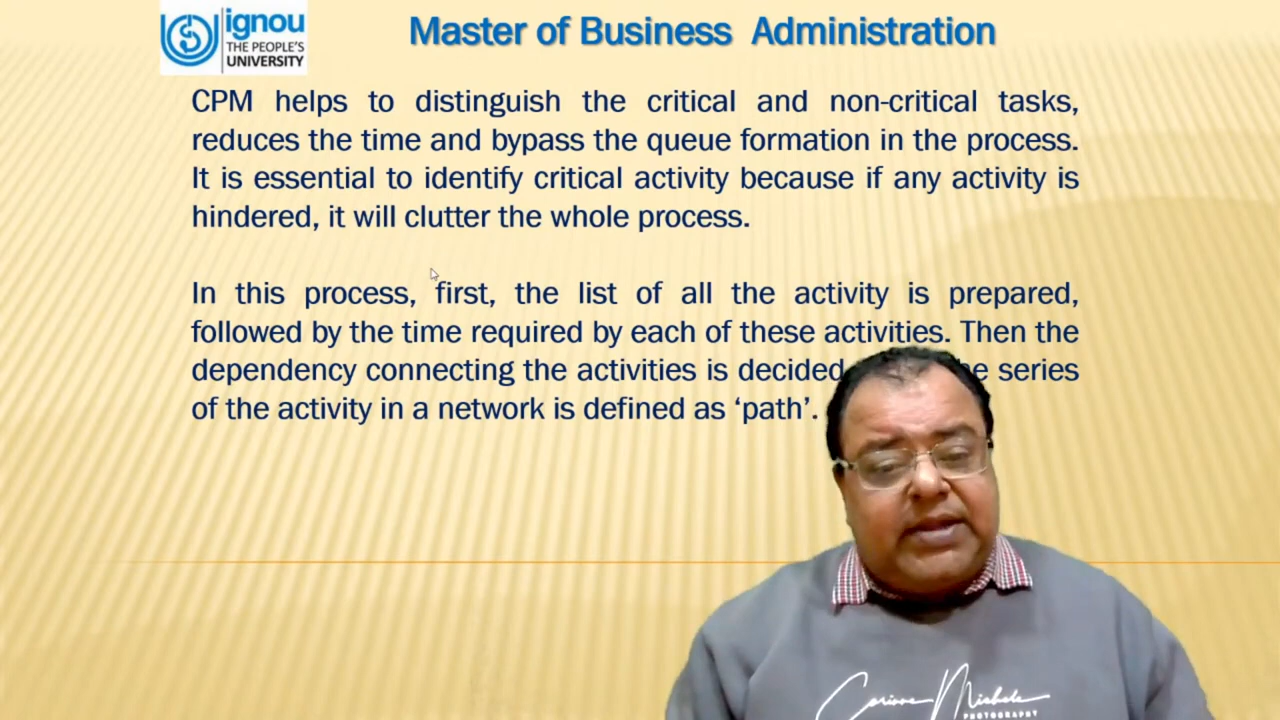 ignou
THE PEOPLE'S
UNIVERSITY
Master of Business Administration
CPM helps to distinguish the critical and non-critical tasks,
reduces the time and bypass the queue formation in the process.
It is essential to identify critical activity because if any activity is
hindered, it will clutter the whole process.
In this process, first, the list of all the activity is prepared,
followed by the time required by each of these activities. Then the
dependency connecting the activities is decided series
of the activity in a network is defined as 'path'.
PHOTOGRAPHY